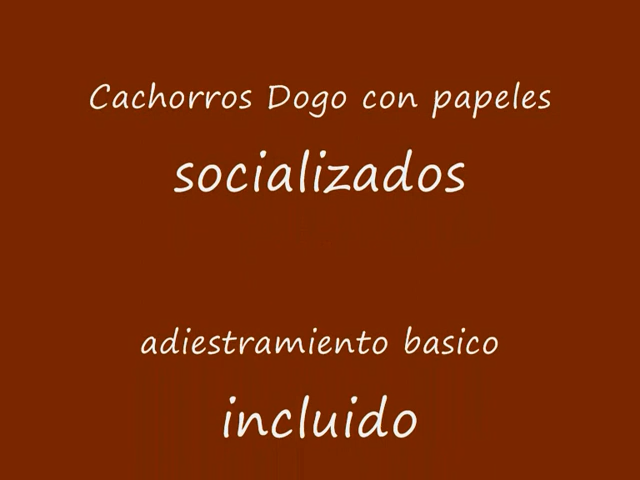 Cachorros Dogo con papeles
socializados
adiestramiento basico
incluido